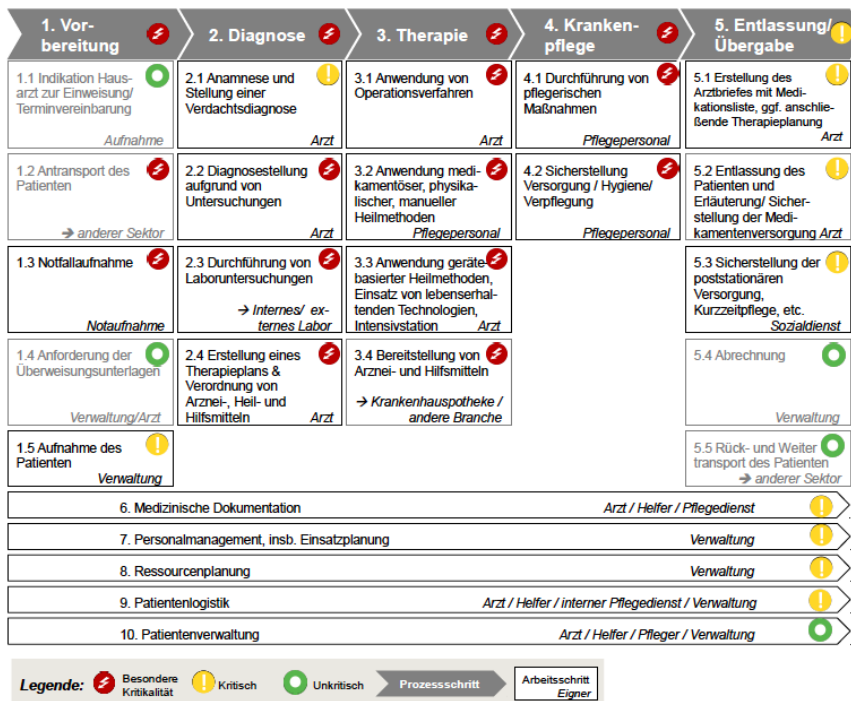 1. Vor-
bereitung
2. Diagnose
3. Therapie
4. Kranken-
pflege
5. Entlassung/
Übergabe
1.1 Indikation Haus-
arzt zur Einweisung/
Terminvereinbarung
Aufnahme
2.1 Anamnese und
Stellung einer
Verdachtsdiagnose
Arzt
3.1 Anwendung von
Operationsverfahren
Arzt
4.1 Durchführung von
pflegerischen
Maßnahmen
Pflegepersonal
5.1 Erstellung des
Arztbriefes mit Medi-
kationsliste, ggf. anschlie-
ßende Therapieplanung
Arzt
1.2 Antransport des
Patienten
→ anderer Sektor
2.2 Diagnosestellung
aufgrund von
Untersuchungen
Arzt
3.2 Anwendung medi-
kamentöser, physika-
lischer, manueller
Heilmethoden
Pflegepersonal
4.2 Sicherstellung
Versorgung / Hygiene/
Verpflegung
Pflegepersonal
5.2 Entlassung des
Patienten und
Erläuterung/ Sicher-
stellung der Medi-
kamentenversorgung Arzt
1.3 Notfallaufnahme
Notaufnahme
2.3 Durchführung von
Laboruntersuchungen
→ Internes/ ex-
ternes Labor
3.3 Anwendung geräte-
basierter Heilmethoden,
Einsatz von lebenserhal-
tenden Technologien,
Intensivstation Arzt
5.3 Sicherstellung der
poststationären
Versorgung,
Kurzzeitpflege, etc.
Sozialdienst
1.4 Anforderung der
Überweisungsunterlagen
Verwaltung/Arzt
2.4 Erstellung eines
Therapieplans &
Verordnung von
Arznei-, Heil- und
Hilfsmitteln Arzt
3.4 Bereitstellung von
Arznei- und Hilfsmitteln
→ Krankenhauspotheke /
andere Branche
5.4 Abrechnung
Verwaltung
1.5 Aufnahme des
Patienten
Verwaltung
5.5 Rück- und Weiter
transport des Patienten
→ anderer Sektor
6. Medizinische Dokumentation Arzt / Helfer / Pflegedienst
7. Personalmanagement, insb. Einsatzplanung Verwaltung
8. Ressourcenplanung Verwaltung
9. Patientenlogistik Arzt / Helfer / interner Pflegedienst / Verwaltung
10. Patientenverwaltung Arzt / Helfer / Pfleger / Verwaltung
Legende: Besondere
Kritikalität
Kritisch
Unkritisch
Prozessschritt
Arbeitsschritt
Eigner